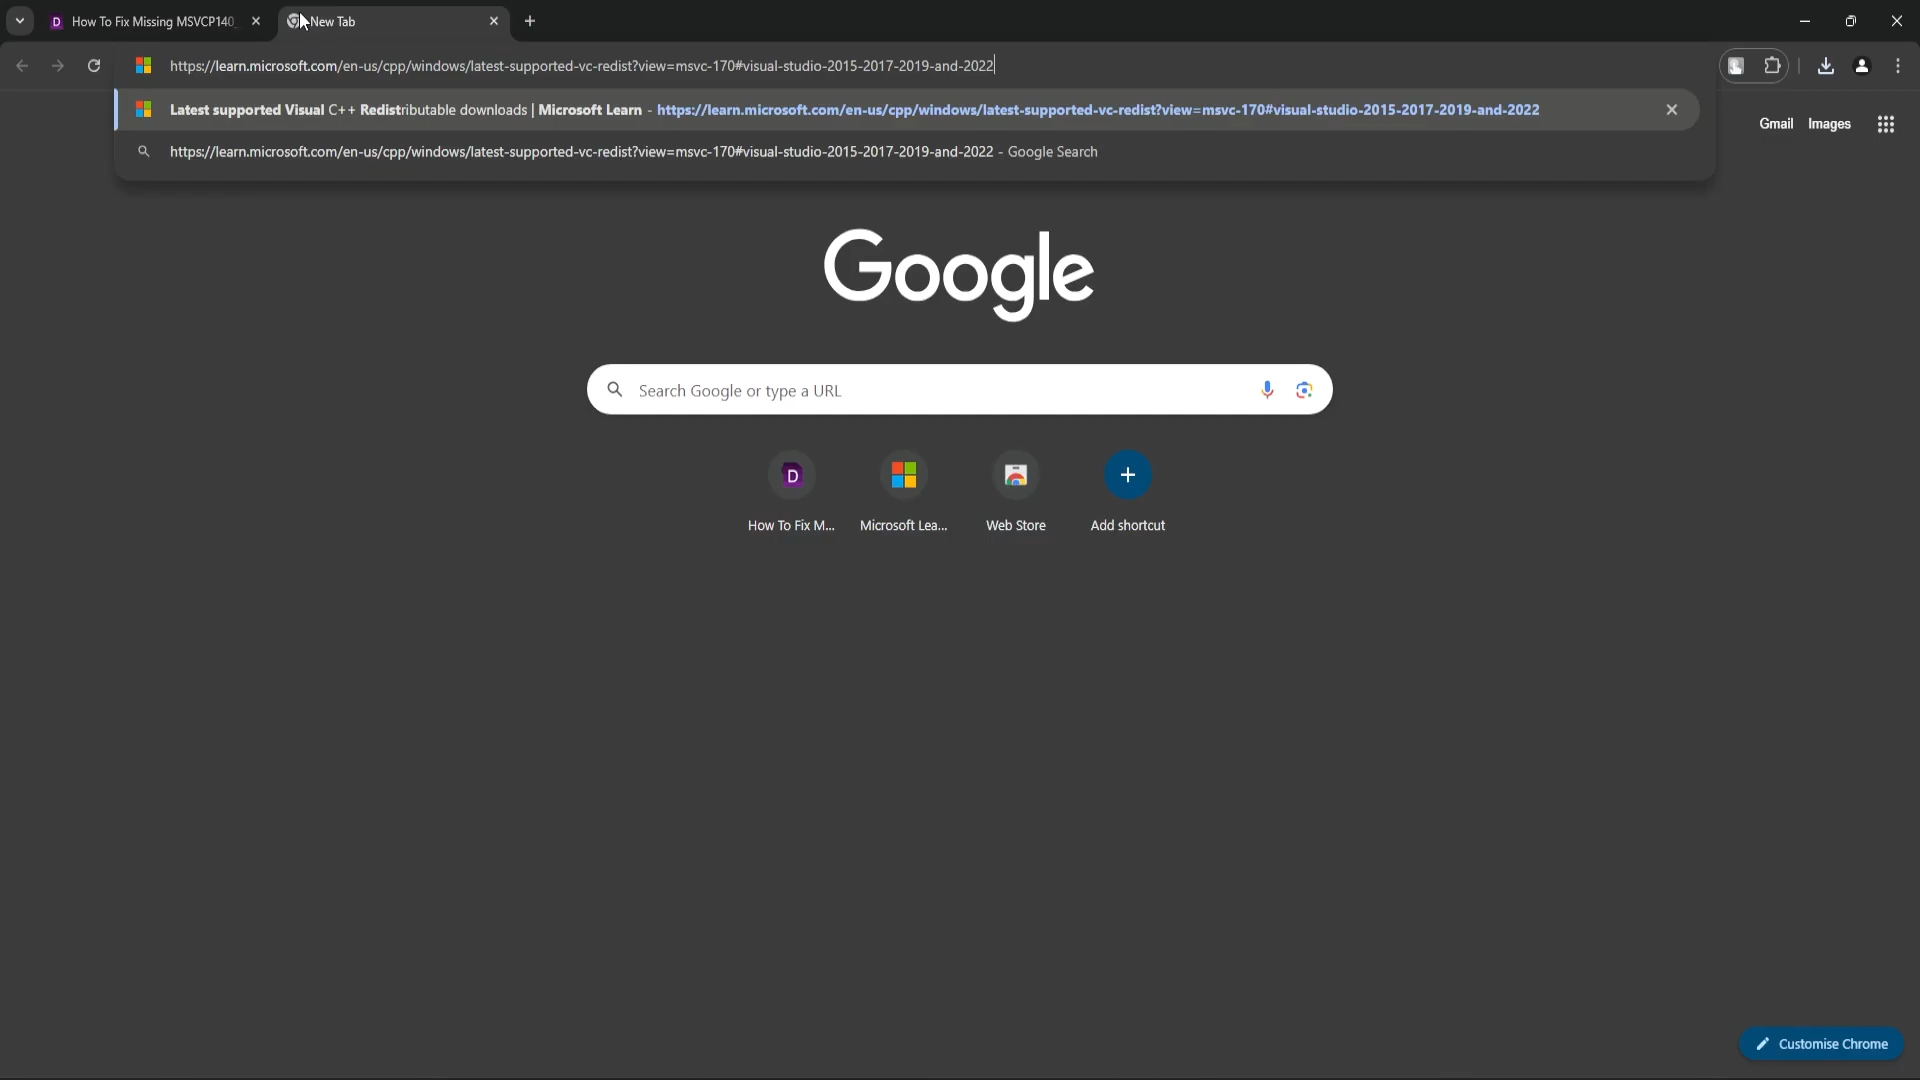 D How To Fix Missing MSVCP140
New Tab
https://learn.microsoft.com/en-us/cpp/windows/latest-supported-vc-redist?view=msvc-170#visual-studio-2015-2017-2019-and-2022
Latest supported Visual C++ Redistributable downloads | Microsoft Learn - https://learn.microsoft.com/en-us/cpp/windows/latest-supported-vc-redist?view=msvc-170#visual-studio-2015-2017-2019-and-2022
Gmail Images
https://learn.microsoft.com/en-us/cpp/windows/latest-supported-vc-redist?view=msvc-170#visual-studio-2015-2017-2019-and-2022 - Google Search
Google
Search Google or type a URL
D
How To Fix M... Microsoft Lea... Web Store Add shortcut
Customise Chrome